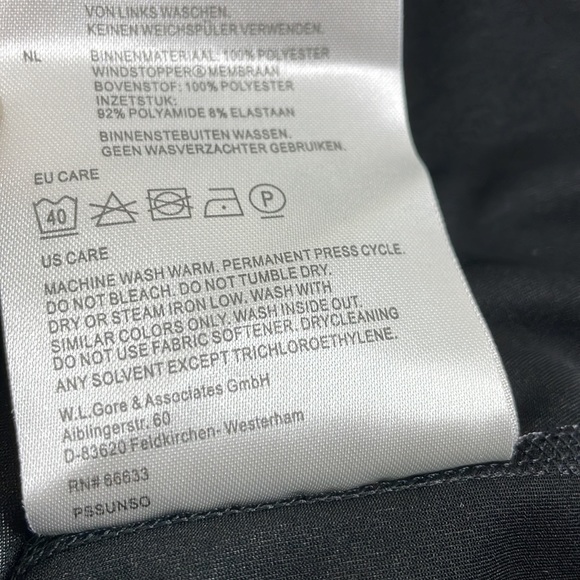 VON LINKS WASCHEN.
KEINEN WEICHSPÜLER VERWENDEN.
NL BINNENMATERIAAL: 100% POLYESTER
WINDSTOPPER® MEMBRAAN
BOVENSTOF: 100% POLYESTER
INZETSTUK:
92% POLYAMIDE 8% ELASTAAN
BINNENSTEBUITEN WASSEN.
GEEN WASVERZACHTER GEBRUIKEN.
EU CARE
40 P
US CARE
MACHINE WASH WARM. PERMANENT PRESS CYCLE.
DO NOT BLEACH. DO NOT TUMBLE DRY.
DRY OR STEAM IRON LOW. WASH WITH
SIMILAR COLORS ONLY. WASH INSIDE OUT.
DO NOT USE FABRIC SOFTENER. DRYCLEANING
ANY SOLVENT EXCEPT TRICHLOROETHYLENE.
W.L.Gore & Associates GmbH
Aiblingerstr. 60
D-83620 Feldkirchen- Westerham
RN# 66633
PSSUNSO